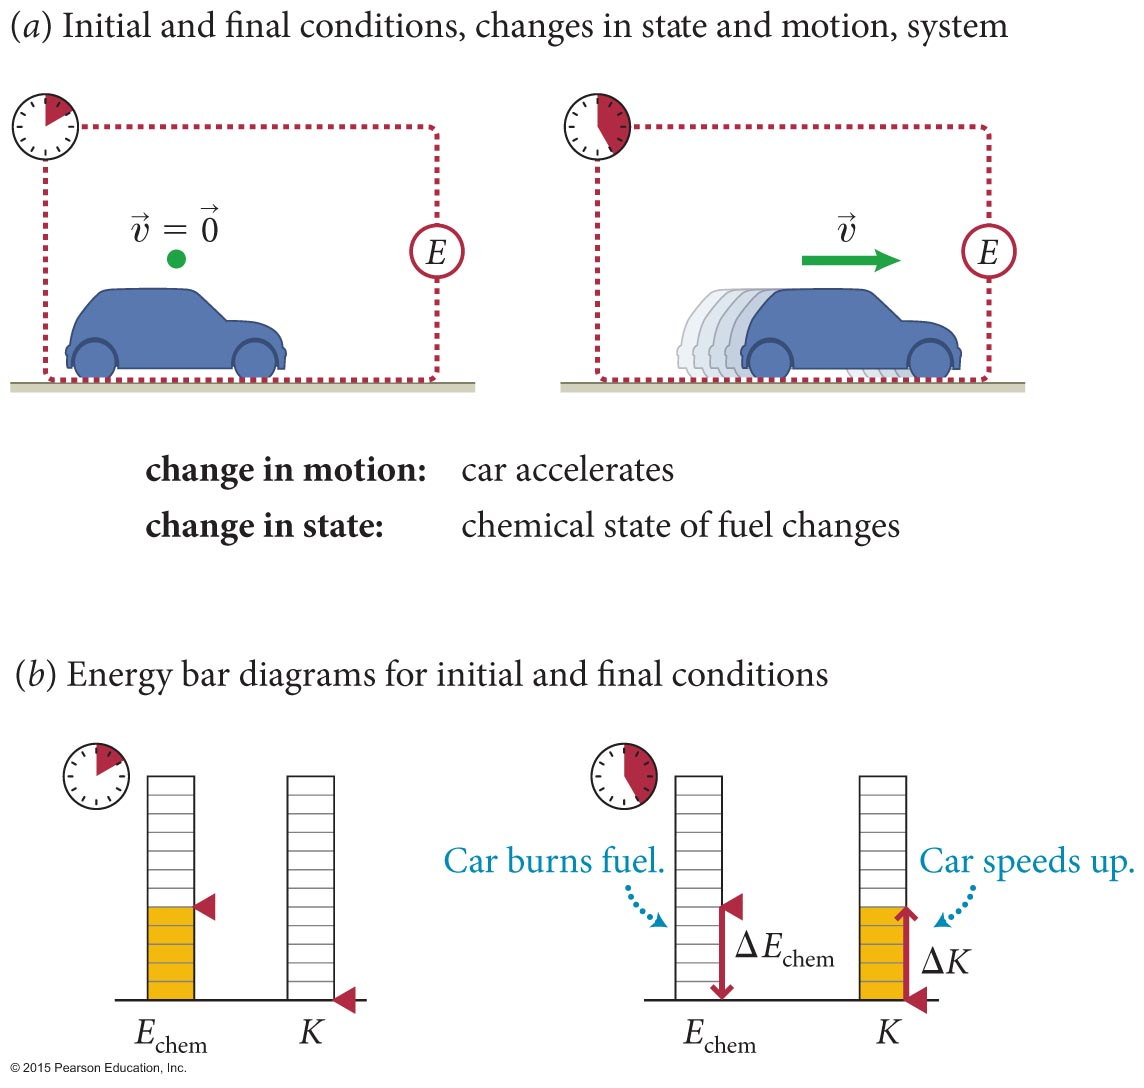 (a) Initial and final conditions, changes in state and motion, system
v⃗ = 0⃗
E
v⃗
E
change in motion: car accelerates
change in state: chemical state of fuel changes
(b) Energy bar diagrams for initial and final conditions
Car burns fuel.
Car speeds up.
ΔE_chem
ΔK
E_chem
K
E_chem
K
© 2015 Pearson Education, Inc.